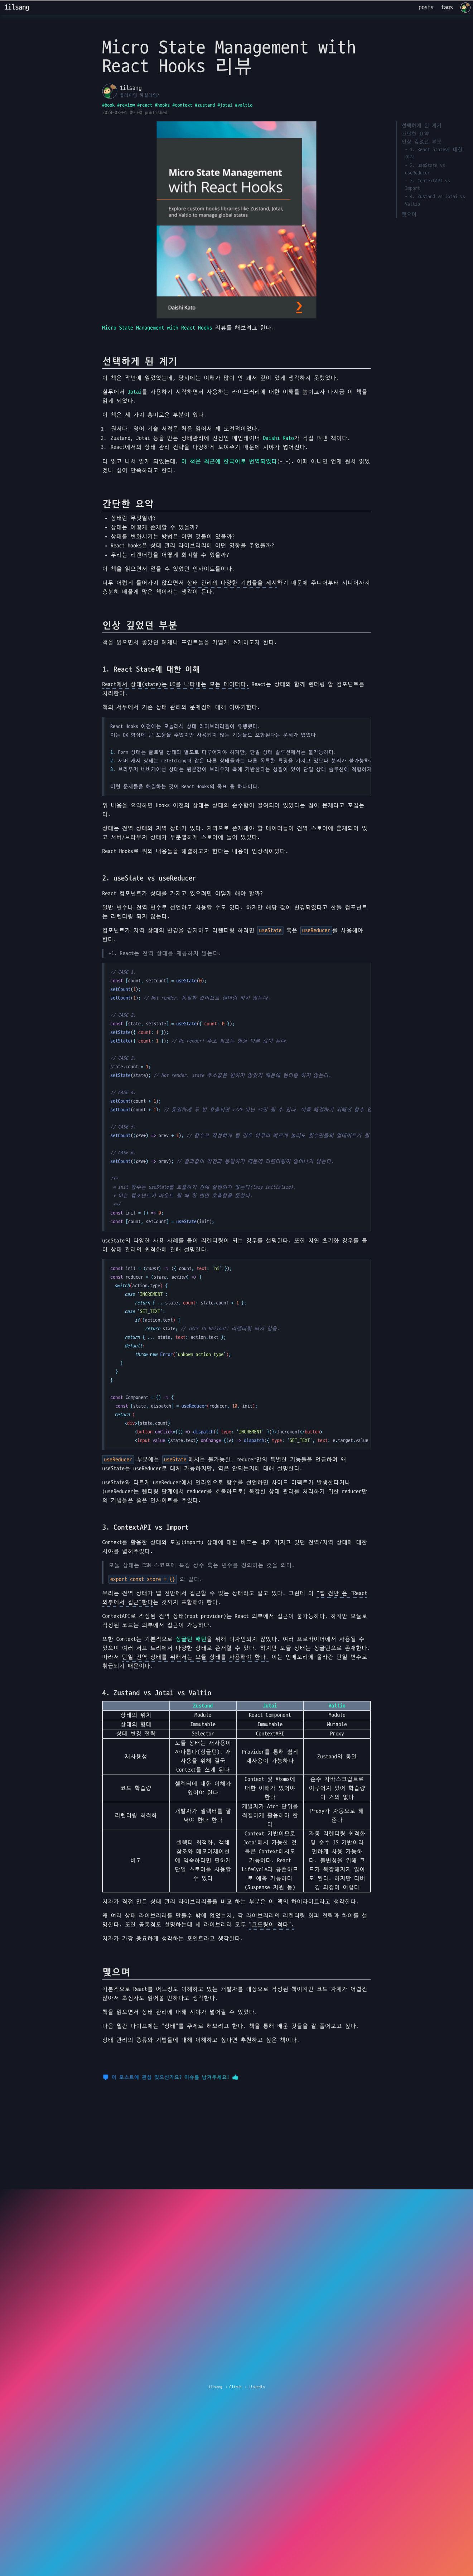 1ilsang
posts
tags
Micro State Management with
React Hooks 리뷰
1ilsang
클라이밍 하실래염?
#book #review #react #hooks #context #zustand #jotai #valtio
published
선택하게 된 계기
간단한 요약
인상 깊었던 부분
- 1. React State에 대한
이해
- 2. useState vs
useReducer
- 3. ContextAPI vs
Import
- 4. Zustand vs Jotai vs
Valtio
맺으며
Micro State Management
with React Hooks
Explore custom hooks libraries like Zustand, Jotai,
and Valtio to manage global states
Daishi Kato
Micro State Management with React Hooks 리뷰를 해보려고 한다.
선택하게 된 계기
이 책은 작년에 읽었었는데, 당시에는 이해가 많이 안 돼서 깊이 있게 생각하지 못했었다.
실무에서 Jotai를 사용하기 시작하면서 사용하는 라이브러리에 대한 이해를 높이고자 다시금 이 책을
읽게 되었다.
이 책은 세 가지 흥미로운 부분이 있다.
1. 원서다. 영어 기술 서적은 처음 읽어서 꽤 도전적이었다.
2. Zustand, Jotai 등을 만든 상태관리에 진심인 메인테이너 Daishi Kato가 직접 펴낸 책이다.
3. React에서의 상태 관리 전략을 다양하게 보여주기 때문에 시야가 넓어진다.
다 읽고 나서 알게 되었는데, 이 책은 최근에 한국어로 번역되었다(-_-). 이때 아니면 언제 원서 읽었
겠나 싶어 만족하려고 한다.
간단한 요약
• 상태란 무엇일까?
• 상태는 어떻게 존재할 수 있을까?
• 상태를 변화시키는 방법은 어떤 것들이 있을까?
• React hooks은 상태 관리 라이브러리에 어떤 영향을 주었을까?
• 우리는 리렌더링을 어떻게 회피할 수 있을까?
이 책을 읽으면서 얻을 수 있었던 인사이트들이다.
너무 어렵게 들어가지 않으면서 상태 관리의 다양한 기법들을 제시하기 때문에 주니어부터 시니어까지
충분히 배울게 많은 책이라는 생각이 든다.
인상 깊었던 부분
책을 읽으면서 좋았던 예제나 포인트들을 가볍게 소개하고자 한다.
1. React State에 대한 이해
React에서 상태(state)는 UI를 나타내는 모든 데이터다. React는 상태와 함께 렌더링 할 컴포넌트를
처리한다.
책의 서두에서 기존 상태 관리의 문제점에 대해 이야기한다.
React Hooks 이전에는 모놀리식 상태 라이브러리들이 유행했다.
이는 DX 향상에 큰 도움을 주었지만 사용되지 않는 기능들도 포함된다는 문제가 있었다.
1. Form 상태는 글로벌 상태와 별도로 다루어져야 하지만, 단일 상태 솔루션에서는 불가능하다.
2. 서버 캐시 상태는 refetching과 같은 다른 상태들과는 다른 독특한 특징을 가지고 있으나 분리가 불가능하
3. 브라우저 네비게이션 상태는 원본값이 브라우저 측에 기반한다는 성질이 있어 단일 상태 솔루션에 적합하지
이런 문제들을 해결하는 것이 React Hooks의 목표 중 하나이다.
위 내용을 요약하면 Hooks 이전의 상태는 상태의 순수함이 결여되어 있었다는 점이 문제라고 꼬집는
다.
상태는 전역 상태와 지역 상태가 있다. 지역으로 존재해야 할 데이터들이 전역 스토어에 혼재되어 있
고 서버/브라우저 상태가 무분별하게 스토어에 들어 있었다.
React Hooks로 위의 내용들을 해결하고자 한다는 내용이 인상적이었다.
2. useState vs useReducer
React 컴포넌트가 상태를 가지고 있으려면 어떻게 해야 할까?
일반 변수나 전역 변수로 선언하고 사용할 수도 있다. 하지만 해당 값이 변경되었다고 한들 컴포넌트
는 리렌더링 되지 않는다.
컴포넌트가 지역 상태의 변경을 감지하고 리렌더링 하려면 useState 혹은 useReducer를 사용해야
한다.
+1. React는 전역 상태를 제공하지 않는다.
// CASE 1.
const [count, setCount] = useState(0);
setCount(1);
setCount(1); // Not render. 동일한 값이므로 렌더링 하지 않는다.
// CASE 2.
const [state, setState] = useState({ count: 0 });
setState({ count: 1 });
setState({ count: 1 }); // Re-render! 주소 참조는 항상 다른 값이 된다.
// CASE 3.
state.count = 1;
setState(state); // Not render. state 주소값은 변하지 않았기 때문에 렌더링 하지 않는다.
// CASE 4.
setCount(count + 1);
setCount(count + 1); // 동일하게 두 번 호출되면 나가 아닌 +1만 될 수 있다. 이를 해결하기 위해선 함수 업
// CASE 5.
setCount((prev) => prev + 1); // 함수로 작성하게 될 경우 아무리 빠르게 눌러도 횟수만큼의 업데이트가 될
// CASE 6.
setCount((prev) => prev); // 결과값이 직전과 동일하기 때문에 리렌더링이 일어나지 않는다.
/**
* init 함수는 useState를 호출하기 전에 실행되지 않는다(lazy initialize).
* 이는 컴포넌트가 마운트 될 때 한 번만 호출됨을 뜻한다.
**/
const init = () => 0;
const [count, setCount] = useState(init);
useState의 다양한 사용 사례를 들어 리렌더링이 되는 경우를 설명한다. 또한 지연 초기화 경우를 들
어 상태 관리의 최적화에 관해 설명한다.
const init = (count) => ({ count, text: 'hi' });
const reducer = (state, action) => {
switch(action.type) {
case 'INCREMENT':
return { ...state, count: state.count + 1 };
case 'SET_TEXT':
if(!action.text) {
return state; // THIS IS Bailout! 리렌더링 되지 않음.
return { ... state, text: action.text };
default:
throw new Error('unkown action type');
}
}
}
const Component = () => {
const [state, dispatch] = useReducer(reducer, 10, init);
return (
<div>{state.count}
<button onClick={() => dispatch({ type: 'INCREMENT' })}>Increment</button>
<input value={state.text} onChange={(e) => dispatch({ type: 'SET_TEXT', text: e.target.value
useReducer 부분에는 useState에서는 불가능한, reducer만의 특별한 기능들을 언급하며 왜
useState는 useReducer로 대체 가능하지만, 역은 안되는지에 대해 설명한다.
useState와 다르게 useReducer에서 인라인으로 함수를 선언하면 사이드 이펙트가 발생한다거나
(useReducer는 렌더링 단계에서 reducer를 호출하므로) 복잡한 상태 관리를 처리하기 위한 reducer만
의 기법들은 좋은 인사이트를 주었다.
3. ContextAPI vs Import
Context를 활용한 상태와 모듈(import) 상태에 대한 비교는 내가 가지고 있던 전역/지역 상태에 대한
시야를 넓혀주었다.
모듈 상태는 ESM 스코프에 특정 상수 혹은 변수를 정의하는 것을 의미.
export const store = {} 와 같다.
우리는 전역 상태가 앱 전반에서 접근할 수 있는 상태라고 알고 있다. 그런데 이 "앱 전반"은 "React
외부에서 접근"한다는 것까지 포함해야 한다.
ContextAPI로 작성된 전역 상태(root provider)는 React 외부에서 접근이 불가능하다. 하지만 모듈로
작성된 코드는 외부에서 접근이 가능하다.
또한 Context는 기본적으로 싱글턴 패턴을 위해 디자인되지 않았다. 여러 프로바이더에서 사용될 수
있으며 여러 서브 트리에서 다양한 상태로 존재할 수 있다. 하지만 모듈 상태는 싱글턴으로 존재한다.
따라서 단일 전역 상태를 위해서는 모듈 상태를 사용해야 한다. 이는 인메모리에 올라간 단일 변수로
취급되기 때문이다.
4. Zustand vs Jotai vs Valtio
Zustand Jotai Valtio
상태의 위치 Module React Component Module
상태의 형태 Immutable Immutable Mutable
상태 변경 전략 Selector ContextAPI Proxy
재사용성
모듈 상태는 재사용이
까다롭다(싱글턴). 재
사용을 위해 결국
Context를 쓰게 된다
Provider를 통해 쉽게
재사용이 가능하다
Zustand와 동일
코드 학습량
셀렉터에 대한 이해가
있어야 한다
Context 및 Atoms에
대한 이해가 있어야
한다
순수 자바스크립트로
이루어져 있어 학습량
이 거의 없다
리렌더링 최적화
개발자가 셀렉터를 잘
써야 한다 한다
개발자가 Atom 단위를
적절하게 활용해야 한
다
Proxy가 자동으로 해
준다
비고
셀렉터 최적화, 객체
참조와 메모이제이션
에 익숙하다면 편하게
단일 스토어를 사용할
수 있다
Context 기반이므로
Jotai에서 가능한 것
들은 Context에서도
가능하다. React
LifeCycle과 공존하므
로 예측 가능하다
(Suspense 지원 등)
자동 리렌더링 최적화
및 순수 JS 기반이라
편하게 사용 가능하
다. 불변성을 위해 코
드가 복잡해지지 않아
도 된다. 하지만 디버
깅 과정이 어렵다
저자가 직접 만든 상태 관리 라이브러리들을 비교 하는 부분은 이 책의 하이라이트라고 생각한다.
왜 여러 상태 라이브러리를 만들수 밖에 없었는지, 각 라이브러리의 리렌더링 회피 전략과 차이를 설
명한다. 또한 공통점도 설명하는데 세 라이브러리 모두 "코드량이 적다".
저자가 가장 중요하게 생각하는 포인트라고 생각한다.
맺으며
기본적으로 React를 어느정도 이해하고 있는 개발자를 대상으로 작성된 책이지만 코드 자체가 어렵진
않아서 초심자도 읽어볼 만하다고 생각한다.
책을 읽으면서 상태 관리에 대해 시야가 넓어질 수 있었다.
다음 월간 다이브에는 "상태"를 주제로 해보려고 한다. 책을 통해 배운 것들을 잘 풀어보고 싶다.
상태 관리의 종류와 기법들에 대해 이해하고 싶다면 추천하고 싶은 책이다.
이 포스트에 관심 있으신가요? 이슈를 남겨주세요! 👍
1ilsang - GitHub - LinkedIn